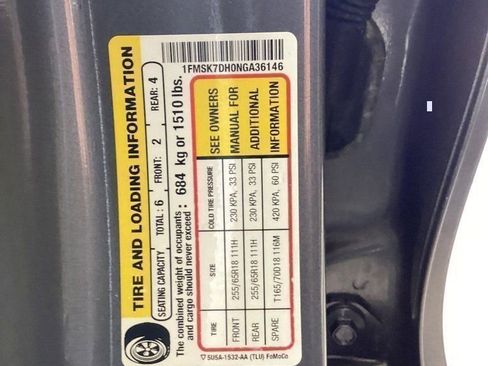 1FMSK7DH0NGA36146
TIRE AND LOADING INFORMATION
SEATING CAPACITY TOTAL: 6 FRONT: 2 REAR: 4
The combined weight of occupants
and cargo should never exceed: 684 kg or 1510 lbs.
TIRE SIZE COLD TIRE PRESSURE SEE OWNERS
FRONT 255/65R18 111H 230 KPA, 33 PSI MANUAL FOR
REAR 255/65R18 111H 230 KPA, 33 PSI ADDITIONAL
SPARE T165/70D18 116M 420 KPA, 60 PSI INFORMATION
5U5A-1532-AA (TLU) FoMoCo